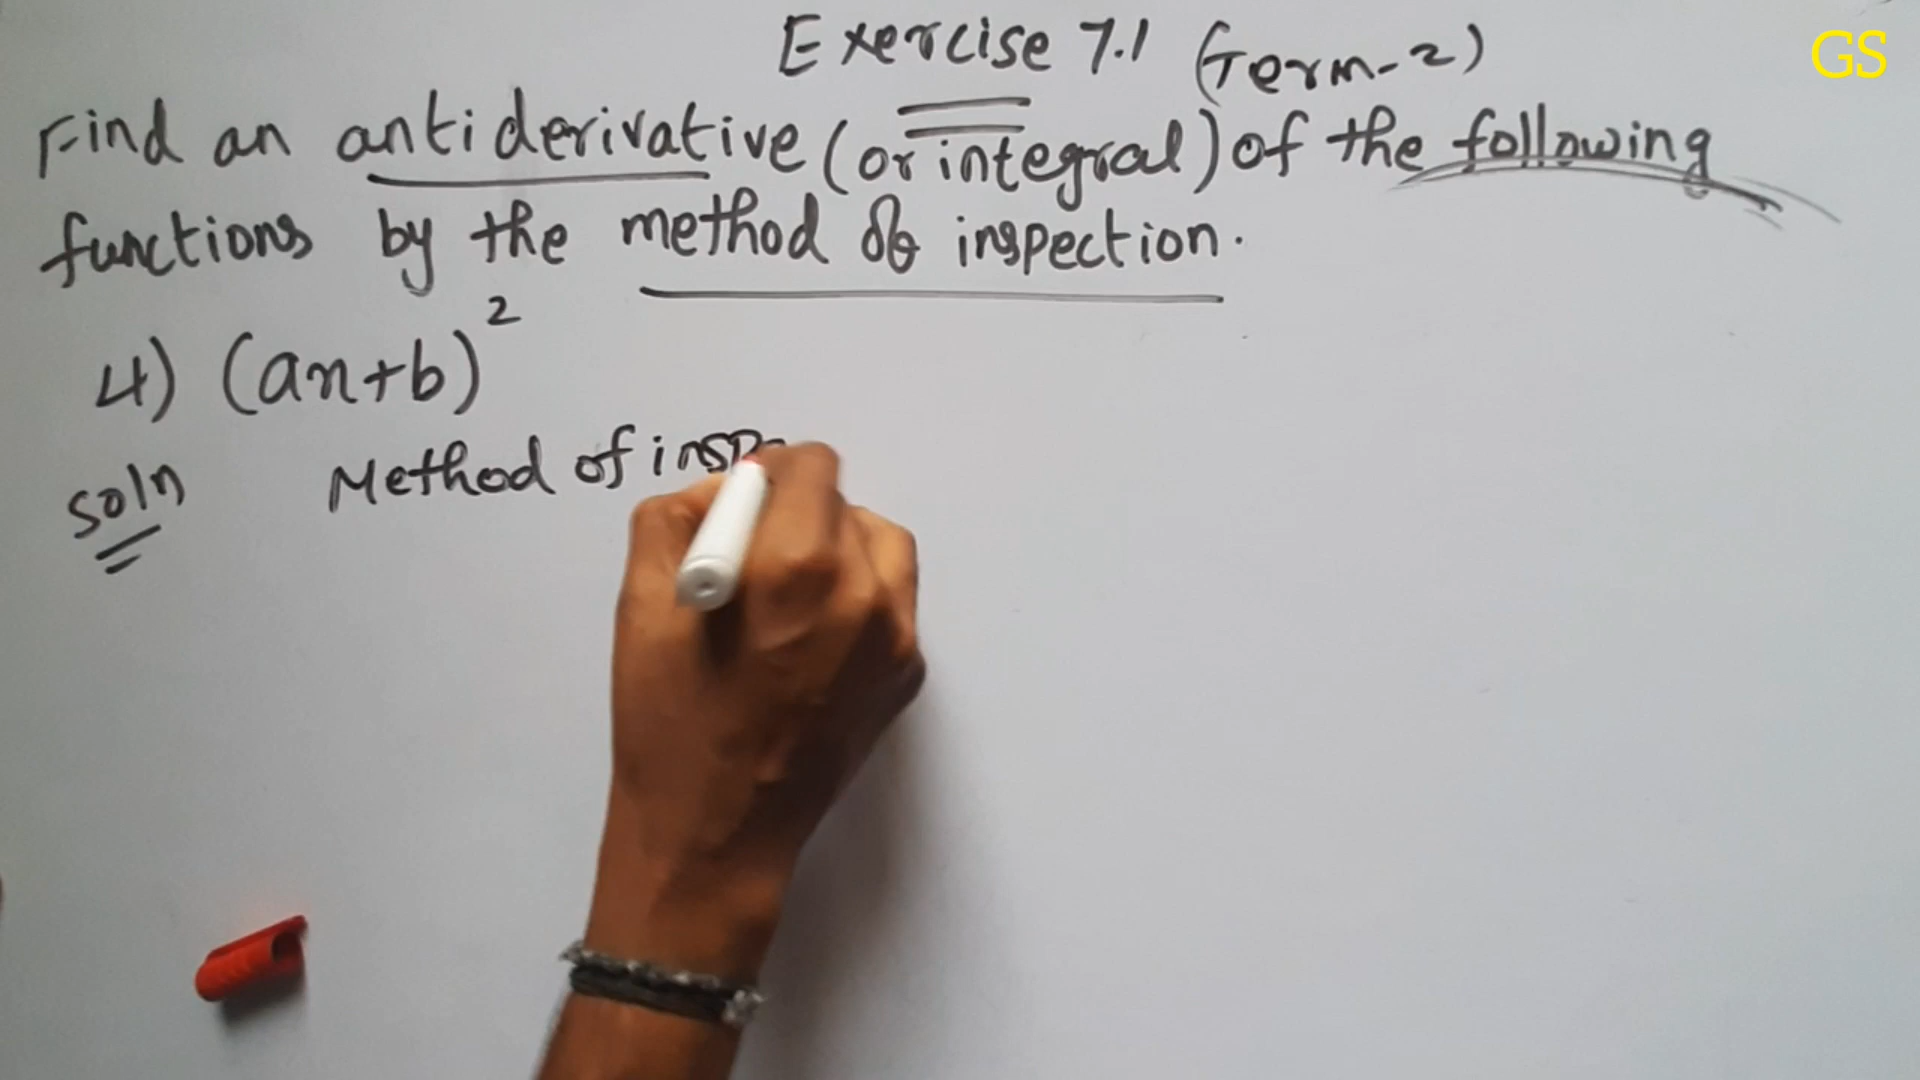 Exercise 7.1 (Term-2)
GS
Find an antiderivative (or integral) of the following
functions by the method of inspection.
4) (ax+b)²
Soln Method of insp